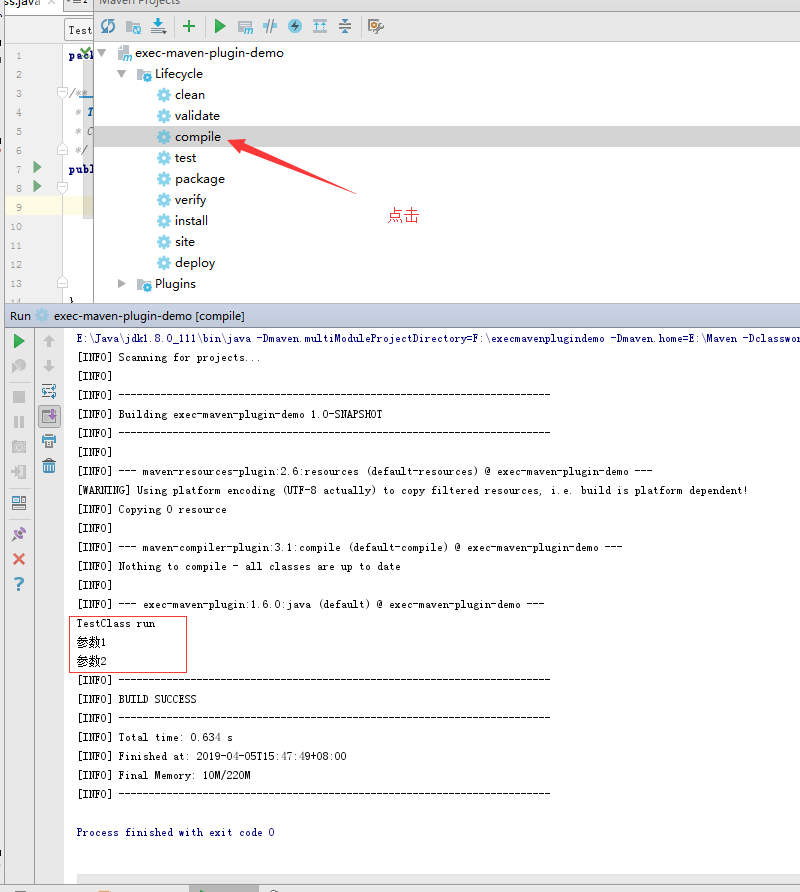 ss.java
Maven Projects
Test
exec-maven-plugin-demo
Lifecycle
clean
validate
compile
test
package
verify
install
site
deploy
Plugins
点击
1
2
3 /**
4 *
5 * C
6 */
7 publ
8
9
10
11
12
13
14 }
Run exec-maven-plugin-demo [compile]
E:\Java\jdk1.8.0_111\bin\java -Dmaven.multiModuleProjectDirectory=F:\execmavenplugindemo -Dmaven.home=E:\Maven -Dclasswor
[INFO] Scanning for projects...
[INFO]
[INFO] ------------------------------------------------------------------------
[INFO] Building exec-maven-plugin-demo 1.0-SNAPSHOT
[INFO] ------------------------------------------------------------------------
[INFO]
[INFO] --- maven-resources-plugin:2.6:resources (default-resources) @ exec-maven-plugin-demo ---
[WARNING] Using platform encoding (UTF-8 actually) to copy filtered resources, i.e. build is platform dependent!
[INFO] Copying 0 resource
[INFO]
[INFO] --- maven-compiler-plugin:3.1:compile (default-compile) @ exec-maven-plugin-demo ---
[INFO] Nothing to compile - all classes are up to date
[INFO]
[INFO] --- exec-maven-plugin:1.6.0:java (default) @ exec-maven-plugin-demo ---
TestClass run
参数1
参数2
[INFO] ------------------------------------------------------------------------
[INFO] BUILD SUCCESS
[INFO] ------------------------------------------------------------------------
[INFO] Total time: 0.634 s
[INFO] Finished at: 2019-04-05T15:47:49+08:00
[INFO] Final Memory: 10M/220M
[INFO] ------------------------------------------------------------------------
Process finished with exit code 0